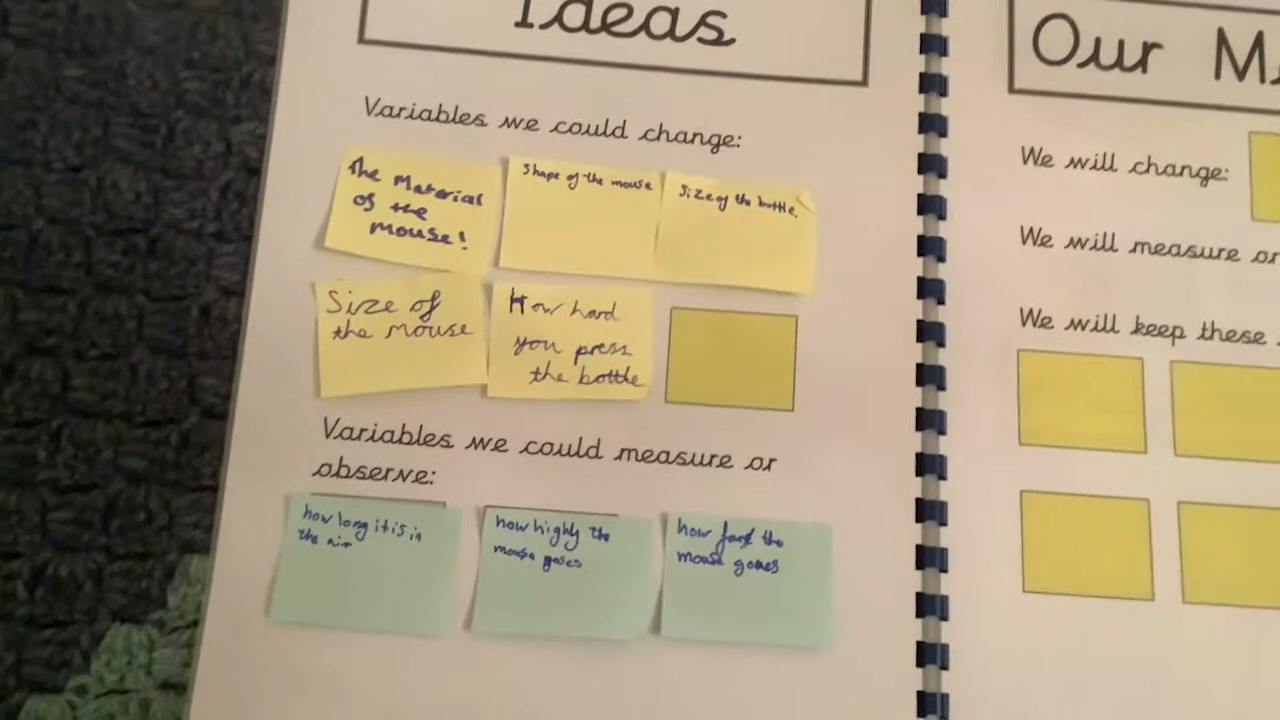 Ideas
Variables we could change:
The Material
of the
mouse!
Shape of the mouse
Size of the bottle.
Size of
the mouse
How hard
you press
the bottle
Variables we could measure or
observe:
how long it is in
the air
how highly the
mouse goes
how the
mouse goes
Our
We will change:
We will measure or
We will keep these